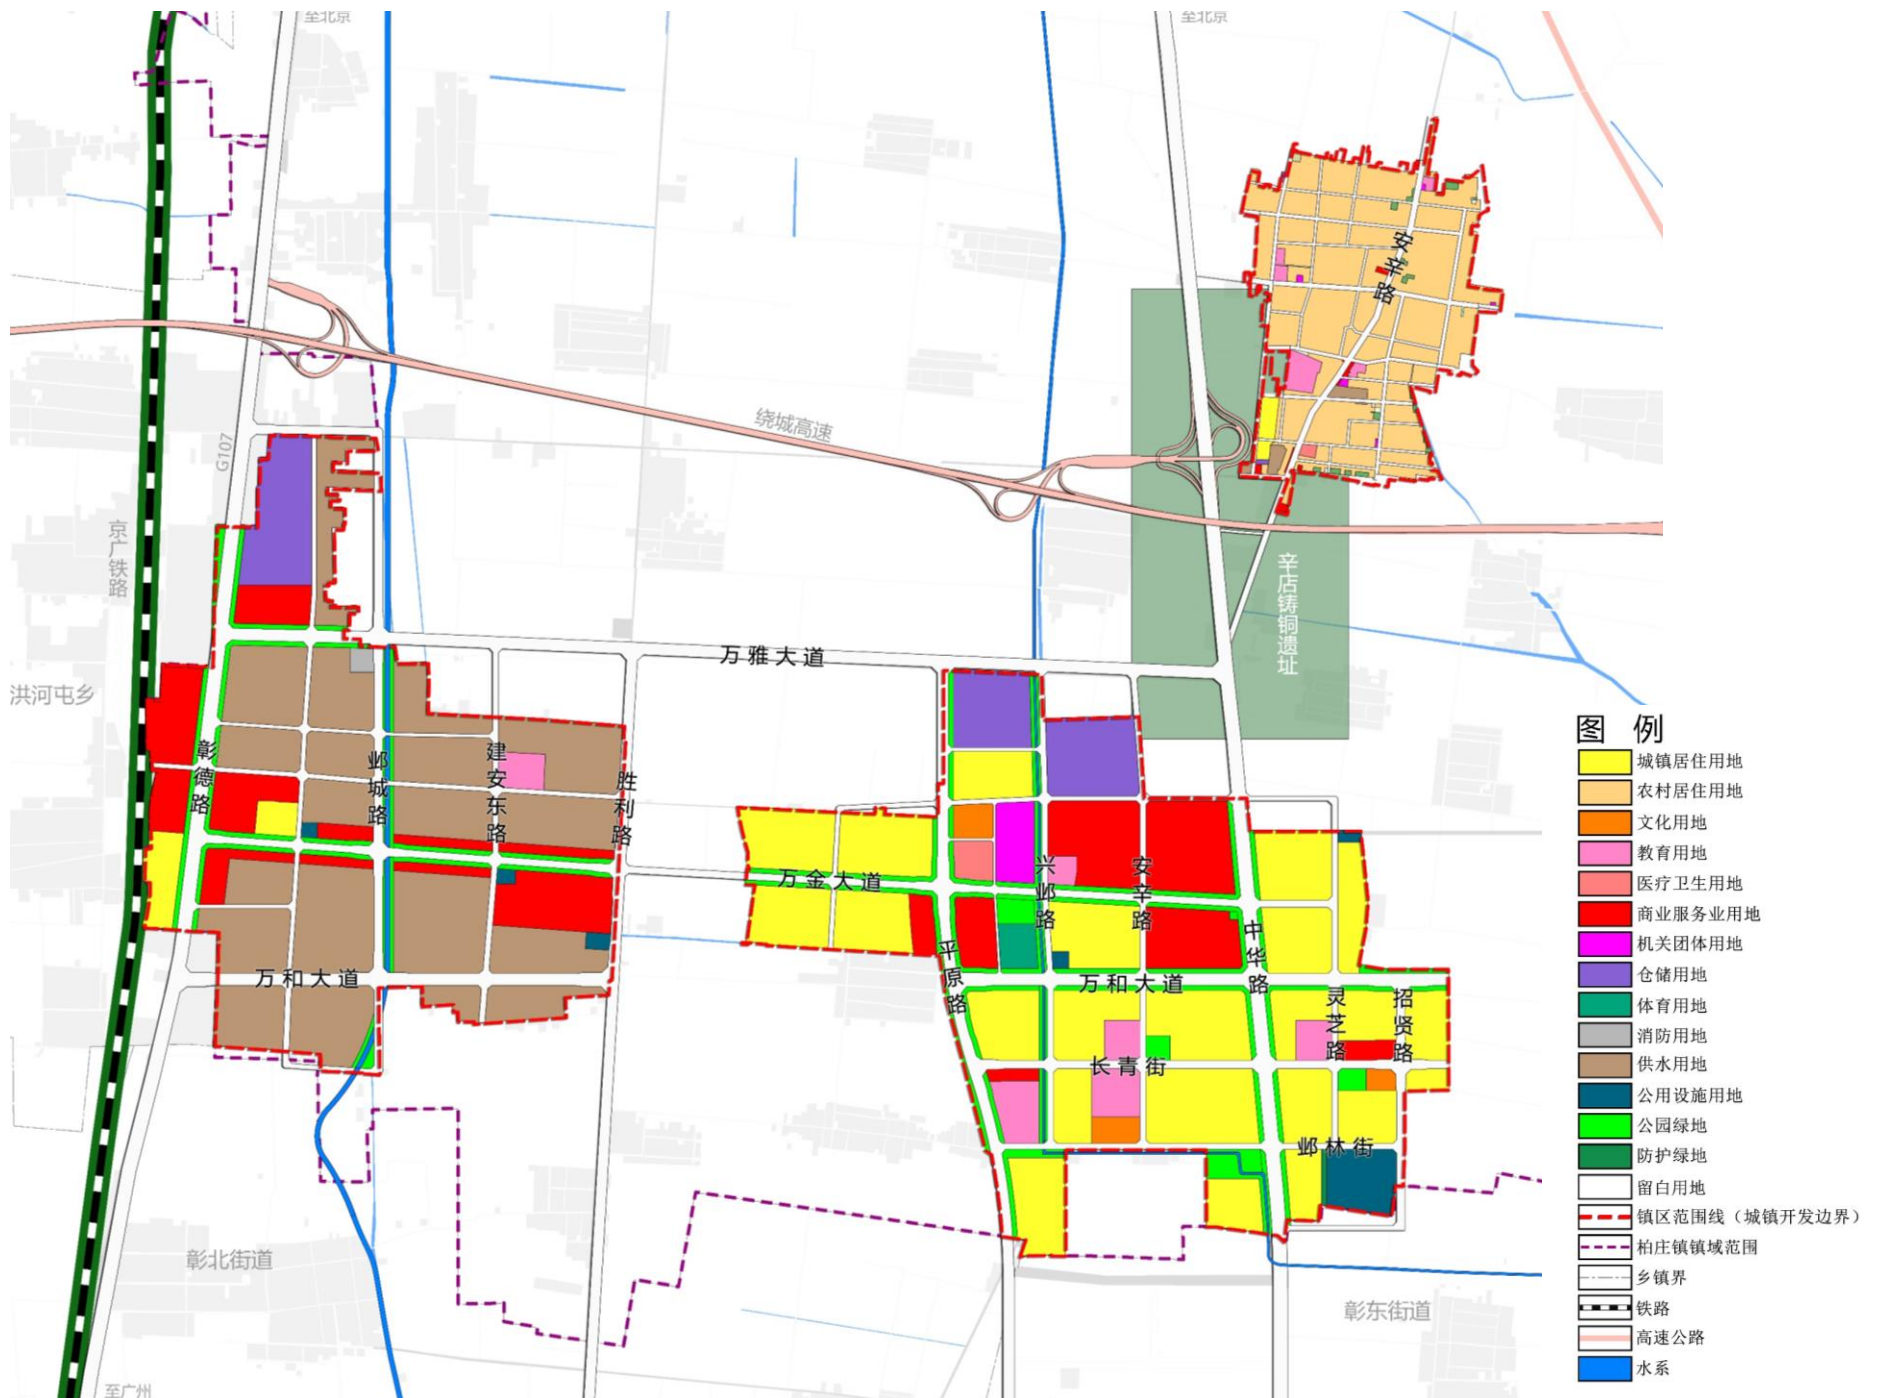 至北京
至北京
安辛路
绕城高速
G107
京广铁路
辛店铸铜遗址
万雅大道
洪河屯乡
彰德路
邺城路
建安东路
胜利路
万金大道
兴邺路
安辛路
中华路
平原路
万和大道
万和大道
灵芝路
招贤路
长青街
邺林街
彰北街道
彰东街道
至广州
图 例
城镇居住用地
农村居住用地
文化用地
教育用地
医疗卫生用地
商业服务业用地
机关团体用地
仓储用地
体育用地
消防用地
供水用地
公用设施用地
公园绿地
防护绿地
留白用地
镇区范围线（城镇开发边界）
柏庄镇镇域范围
乡镇界
铁路
高速公路
水系